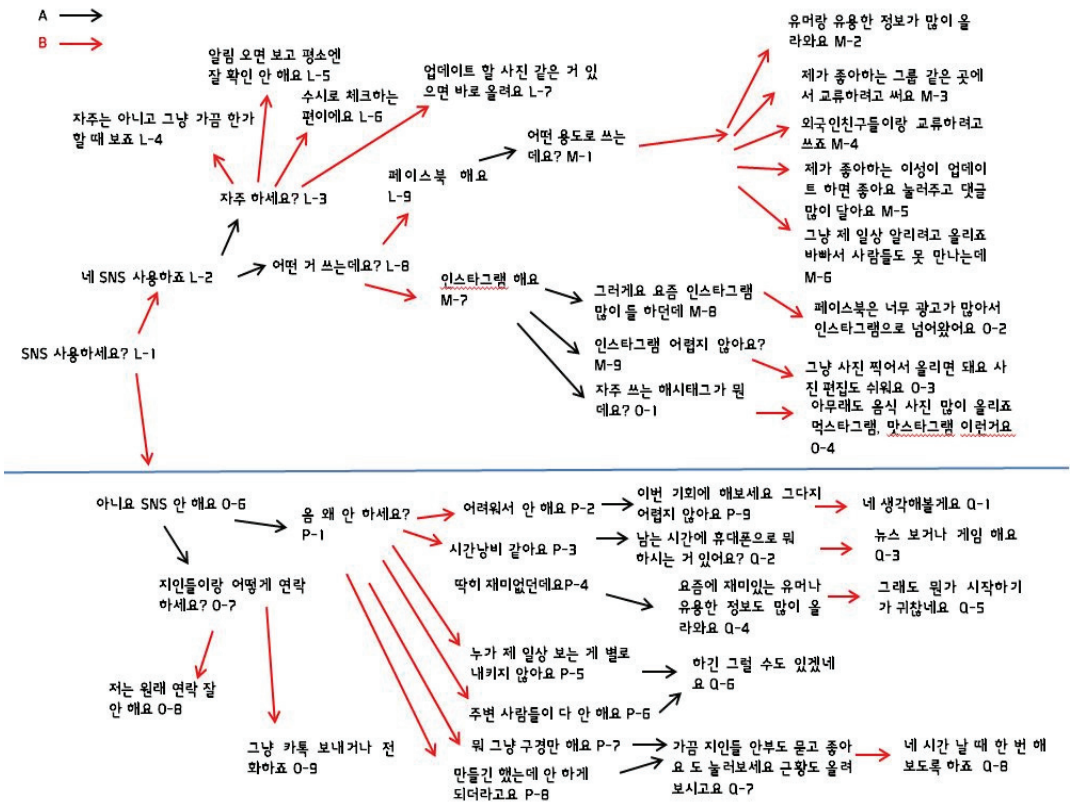 A
B
유머랑 유용한 정보가 많이 올
라와요 M-2
알림 오면 보고 평소엔
잘 확인 안 해요 L-5
업데이트 할 사진 같은 거 있
으면 바로 올려요 L-7
제가 좋아하는 그룹 같은 곳에
서 교류하려고 써요 M-3
수시로 체크하는
편이에요 L-6
자주는 아니고 그냥 가끔 한가
할 때 보죠 L-4
외국인친구들이랑 교류하려고
쓰죠 M-4
어떤 용도로 쓰는
데요? M-1
페이스북 해요
L-9
제가 좋아하는 이성이 업데이
트 하면 좋아요 눌러주고 댓글
많이 달아요 M-5
자주 하세요? L-3
그냥 제 일상 알리려고 올리죠
바빠서 사람들도 못 만나는데
M-6
네 SNS 사용하죠 L-2
어떤 거 쓰는데요? L-8
인스타그램 해요
M-7
그러게요 요즘 인스타그램
많이 들 하던데 M-8
페이스북은 너무 광고가 많아서
인스타그램으로 넘어왔어요 O-2
SNS 사용하세요? L-1
인스타그램 어렵지 않아요?
M-9
그냥 사진 찍어서 올리면 돼요 사
진 편집도 쉬워요 O-3
자주 쓰는 해시태그가 뭔
데요? O-1
아무래도 음식 사진 많이 올리죠
먹스타그램, 맛스타그램 이런거요
O-4
아니요 SNS 안 해요 O-6
음 왜 안 하세요?
P-1
어려워서 안 해요 P-2
이번 기회에 해보세요 그다지
어렵지 않아요 P-9
네 생각해볼게요 Q-1
시간낭비 같아요 P-3
남는 시간에 휴대폰으로 뭐
하시는 거 있어요? Q-2
뉴스 보거나 게임 해요
Q-3
지인들이랑 어떻게 연락
하세요? O-7
딱히 재미없던데요P-4
요즘에 재미있는 유머나
유용한 정보도 많이 올
라와요 Q-4
그래도 뭔가 시작하기
가 귀찮네요 Q-5
누가 제 일상 보는 게 별로
내키지 않아요 P-5
하긴 그럴 수도 있겠네
요 Q-6
저는 원래 연락 잘
안 해요 O-8
주변 사람들이 다 안 해요 P-6
그냥 카톡 보내거나 전
화하죠 O-9
뭐 그냥 구경만 해요 P-7
가끔 지인들 안부도 묻고 좋아
요 도 눌러보세요 근황도 올려
보시고요 Q-7
네 시간 날 때 한 번 해
보도록 하죠 Q-8
만들긴 했는데 안 하게
되더라고요 P-8